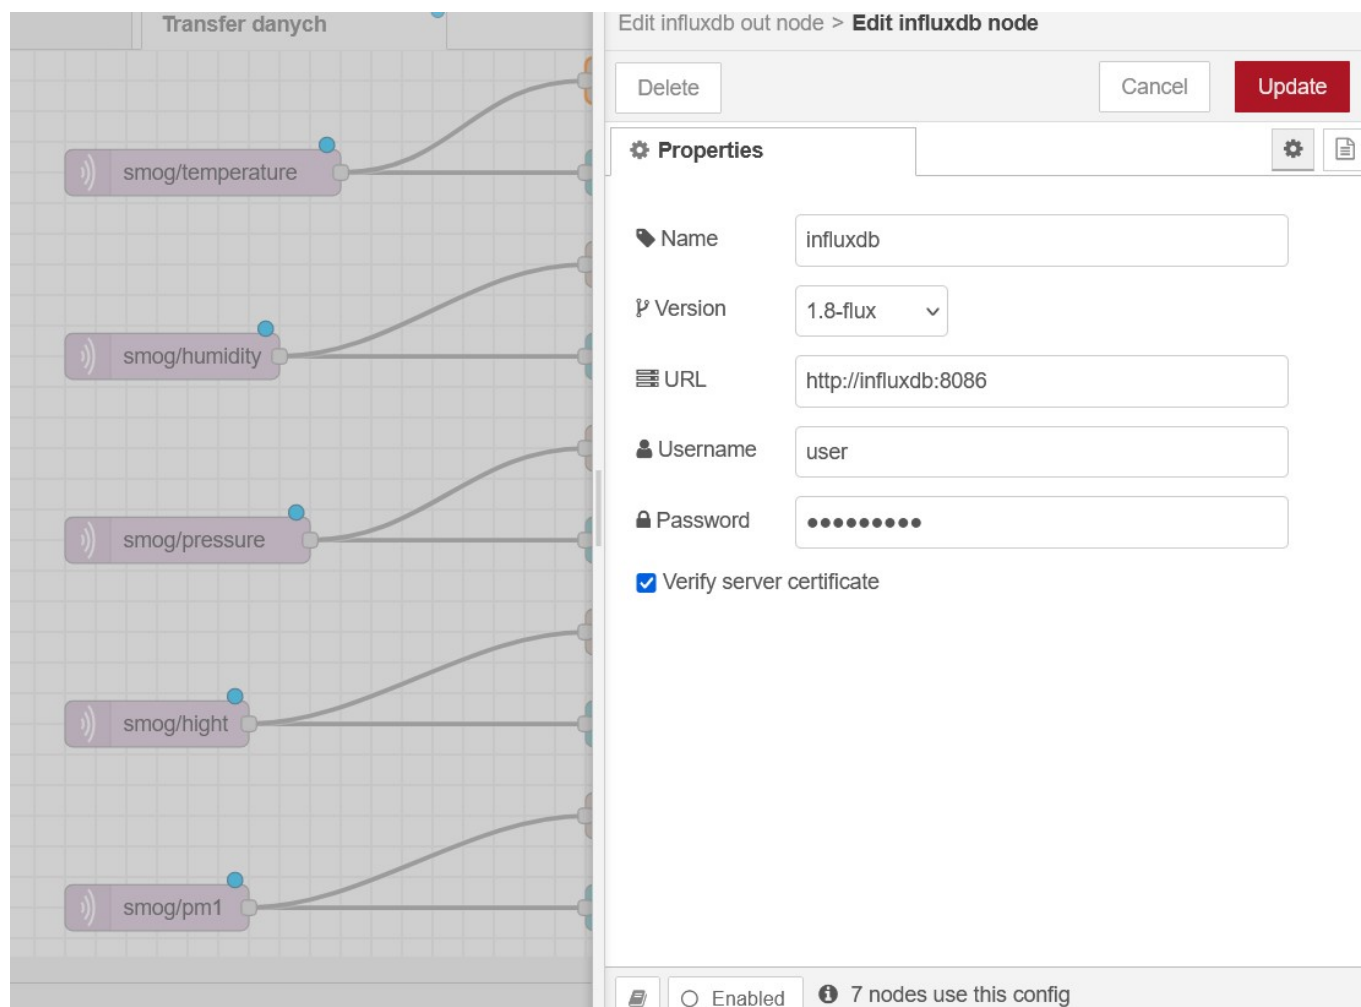 Transfer danych
Edit influxdb out node > Edit influxdb node
Delete
Cancel
Update
Properties
smog/temperature
Name
influxdb
Version
1.8-flux
smog/humidity
URL
http://influxdb:8086
Username
user
smog/pressure
Password
●●●●●●●●●
Verify server certificate
smog/hight
smog/pm1
Enabled
7 nodes use this config